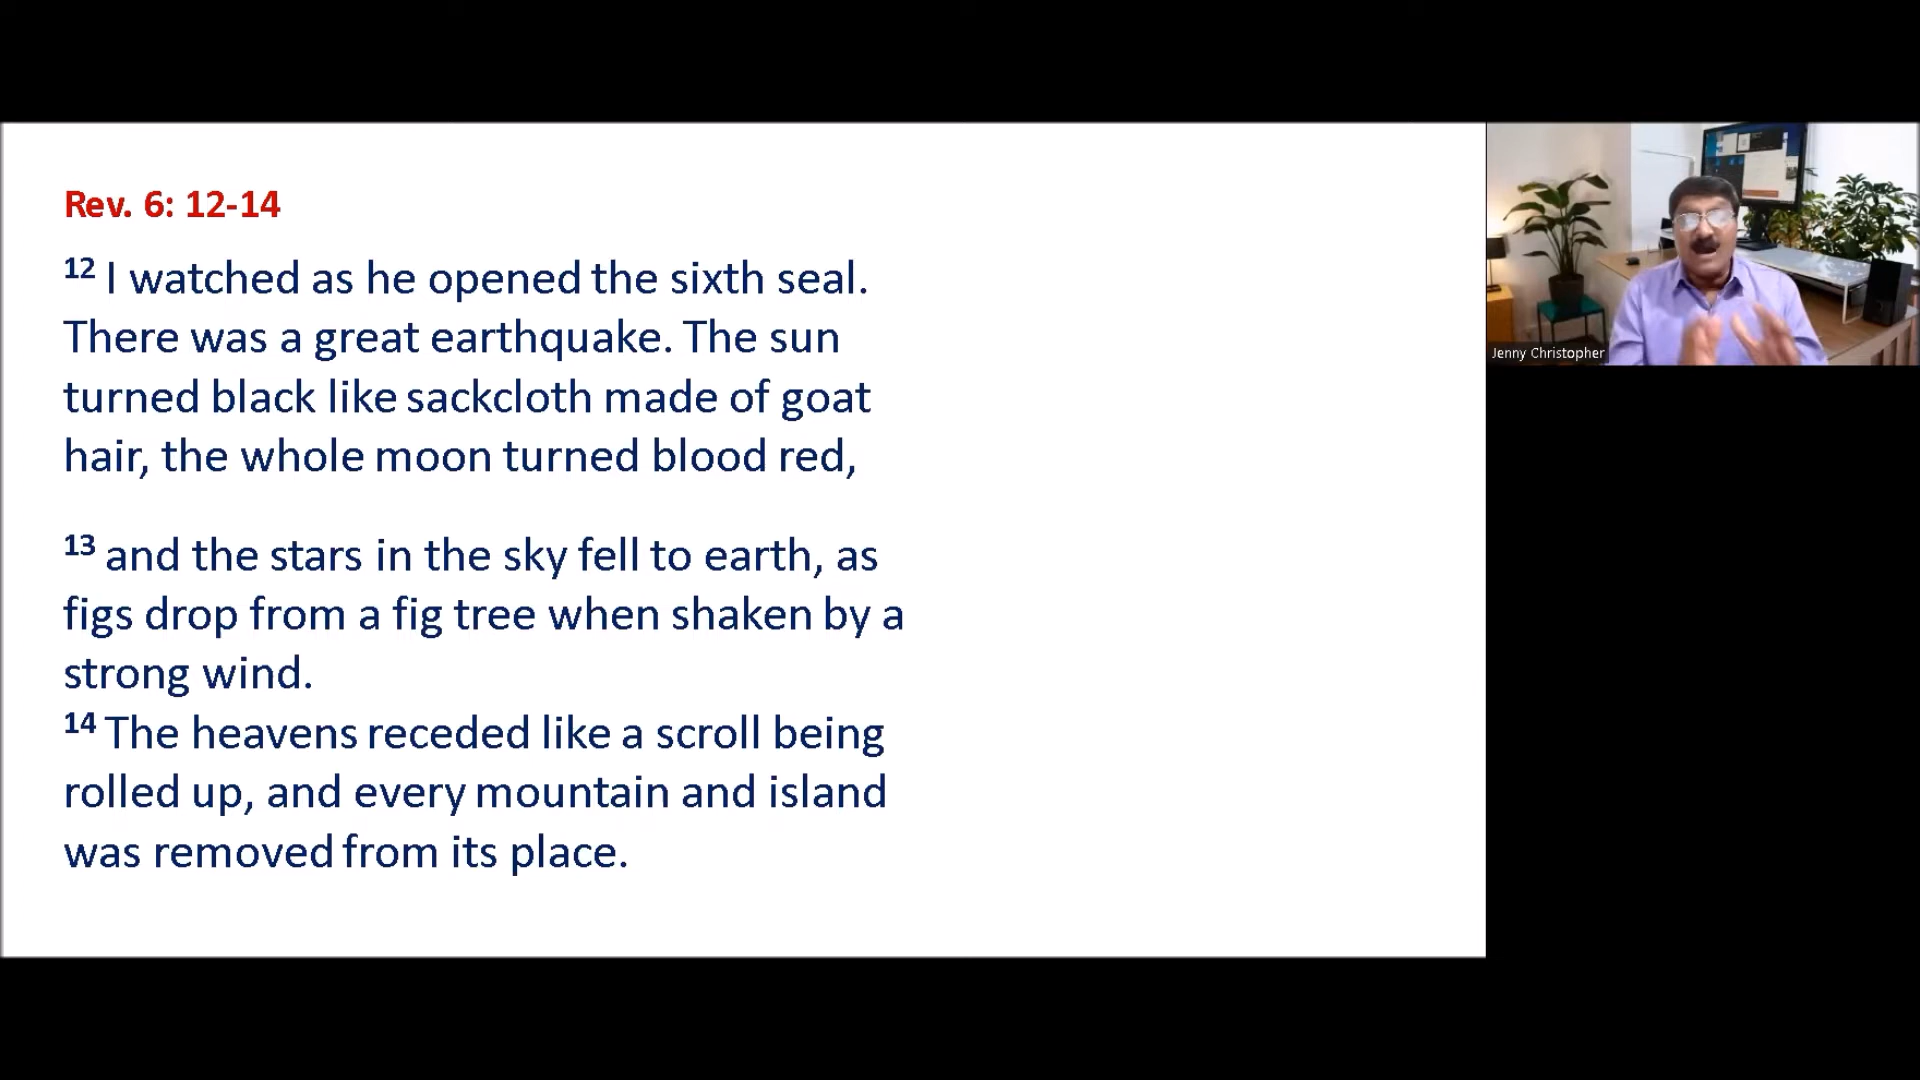 Rev. 6: 12-14
12 I watched as he opened the sixth seal.
There was a great earthquake. The sun
turned black like sackcloth made of goat
hair, the whole moon turned blood red,
13 and the stars in the sky fell to earth, as
figs drop from a fig tree when shaken by a
strong wind.
14 The heavens receded like a scroll being
rolled up, and every mountain and island
was removed from its place.
Jenny Christopher